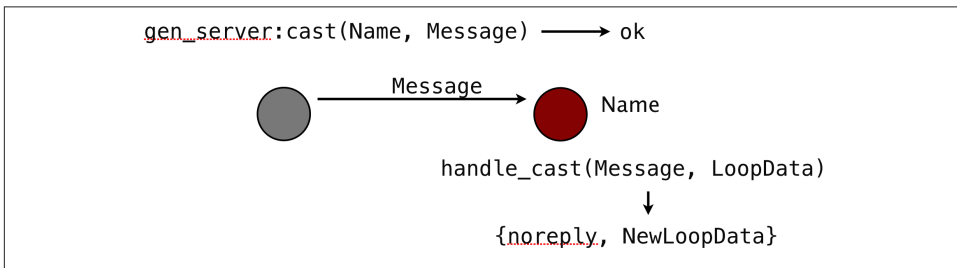 gen_server:cast(Name, Message) ok
Message
Name
handle_cast(Message, LoopData)
{noreply, NewLoopData}